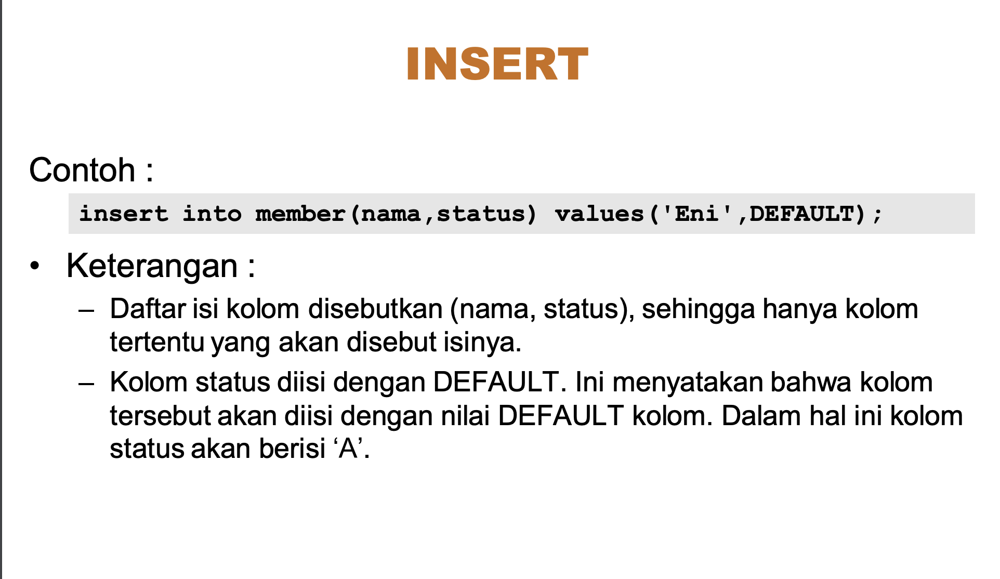 INSERT
Contoh :
insert into member(nama,status) values('Eni',DEFAULT);
• Keterangan :
– Daftar isi kolom disebutkan (nama, status), sehingga hanya kolom
tertentu yang akan disebut isinya.
– Kolom status diisi dengan DEFAULT. Ini menyatakan bahwa kolom
tersebut akan diisi dengan nilai DEFAULT kolom. Dalam hal ini kolom
status akan berisi ‘A’.